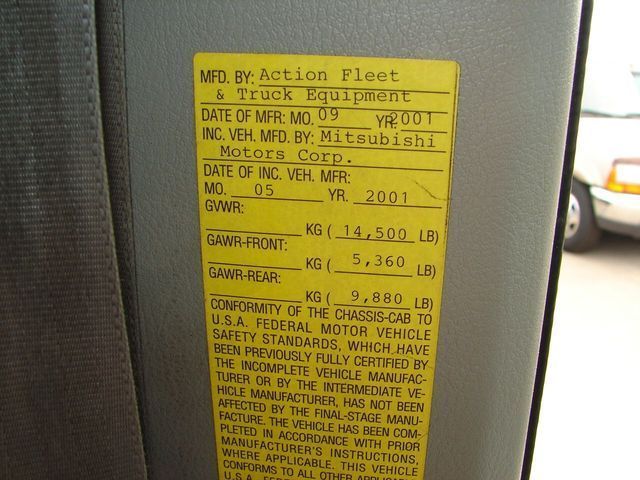 MFD. BY: Action Fleet
& Truck Equipment
DATE OF MFR: MO. 09 YR. 2001
INC. VEH. MFD. BY: Mitsubishi
Motors Corp.
DATE OF INC. VEH. MFR:
MO. 05 YR. 2001
GVWR:
KG ( 14,500 LB)
GAWR-FRONT:
KG ( 5,360 LB)
GAWR-REAR:
KG ( 9,880 LB)
CONFORMITY OF THE CHASSIS-CAB TO
U.S.A. FEDERAL MOTOR VEHICLE
SAFETY STANDARDS, WHICH HAVE
BEEN PREVIOUSLY FULLY CERTIFIED BY
THE INCOMPLETE VEHICLE MANUFAC-
TURER OR BY THE INTERMEDIATE VE-
HICLE MANUFACTURER, HAS NOT BEEN
AFFECTED BY THE FINAL-STAGE MANU-
FACTURE. THE VEHICLE HAS BEEN COM-
PLETED IN ACCORDANCE WITH PRIOR
MANUFACTURER'S INSTRUCTIONS,
WHERE APPLICABLE. THIS VEHICLE
CONFORMS TO ALL OTHER APPLICABLE
U.S.A. FEDERAL